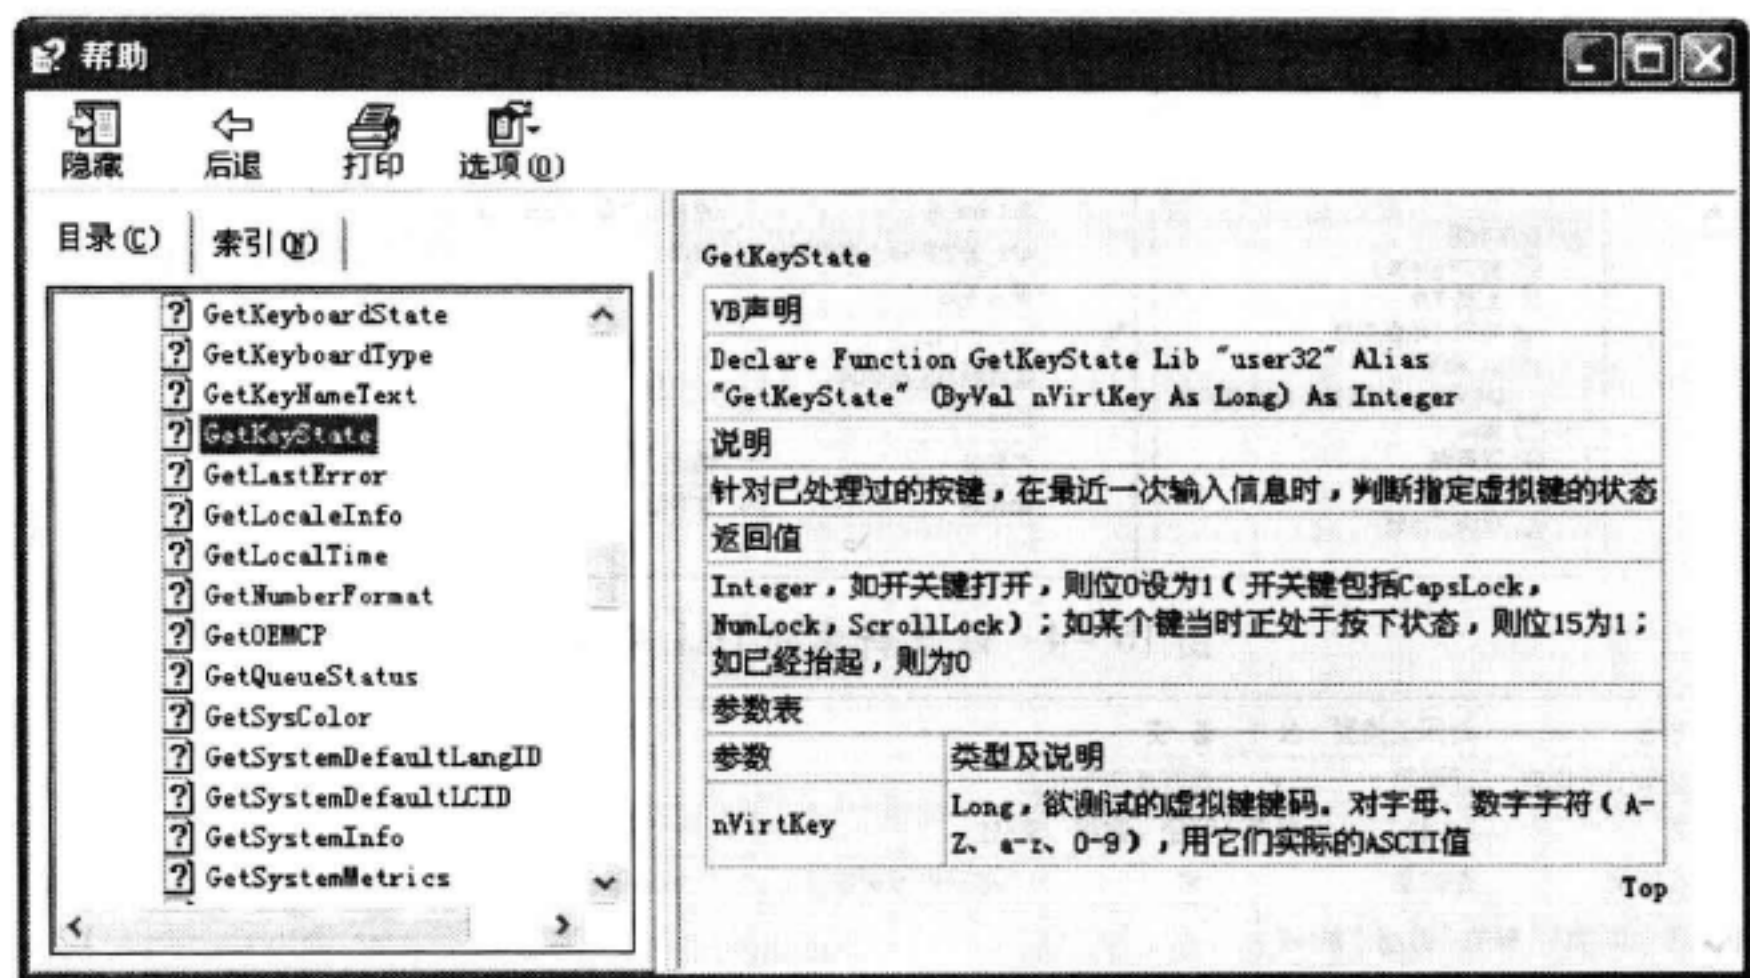 帮助
隐藏
后退
打印
选项(O)
目录(C)
索引(N)
GetKeyboardState
GetKeyboardType
GetKeyNameText
GetKeyState
GetLastError
GetLocaleInfo
GetLocalTime
GetNumberFormat
GetOEMCP
GetQueueStatus
GetSysColor
GetSystemDefaultLangID
GetSystemDefaultLCID
GetSystemInfo
GetSystemMetrics
GetKeyState
VB声明
Declare Function GetKeyState Lib "user32" Alias
"GetKeyState" (ByVal nVirtKey As Long) As Integer
说明
针对已处理过的按键，在最近一次输入信息时，判断指定虚拟键的状态
返回值
Integer，如开关键打开，则位0设为1（开关键包括CapsLock，
NumLock，ScrollLock）；如某个键当时正处于按下状态，则位15为1；
如已经抬起，则为0
参数表
参数
类型及说明
nVirtKey
Long，欲测试的虚拟键键码。对字母、数字字符（A-
Z、a-z、0-9），用它们实际的ASCII值
Top